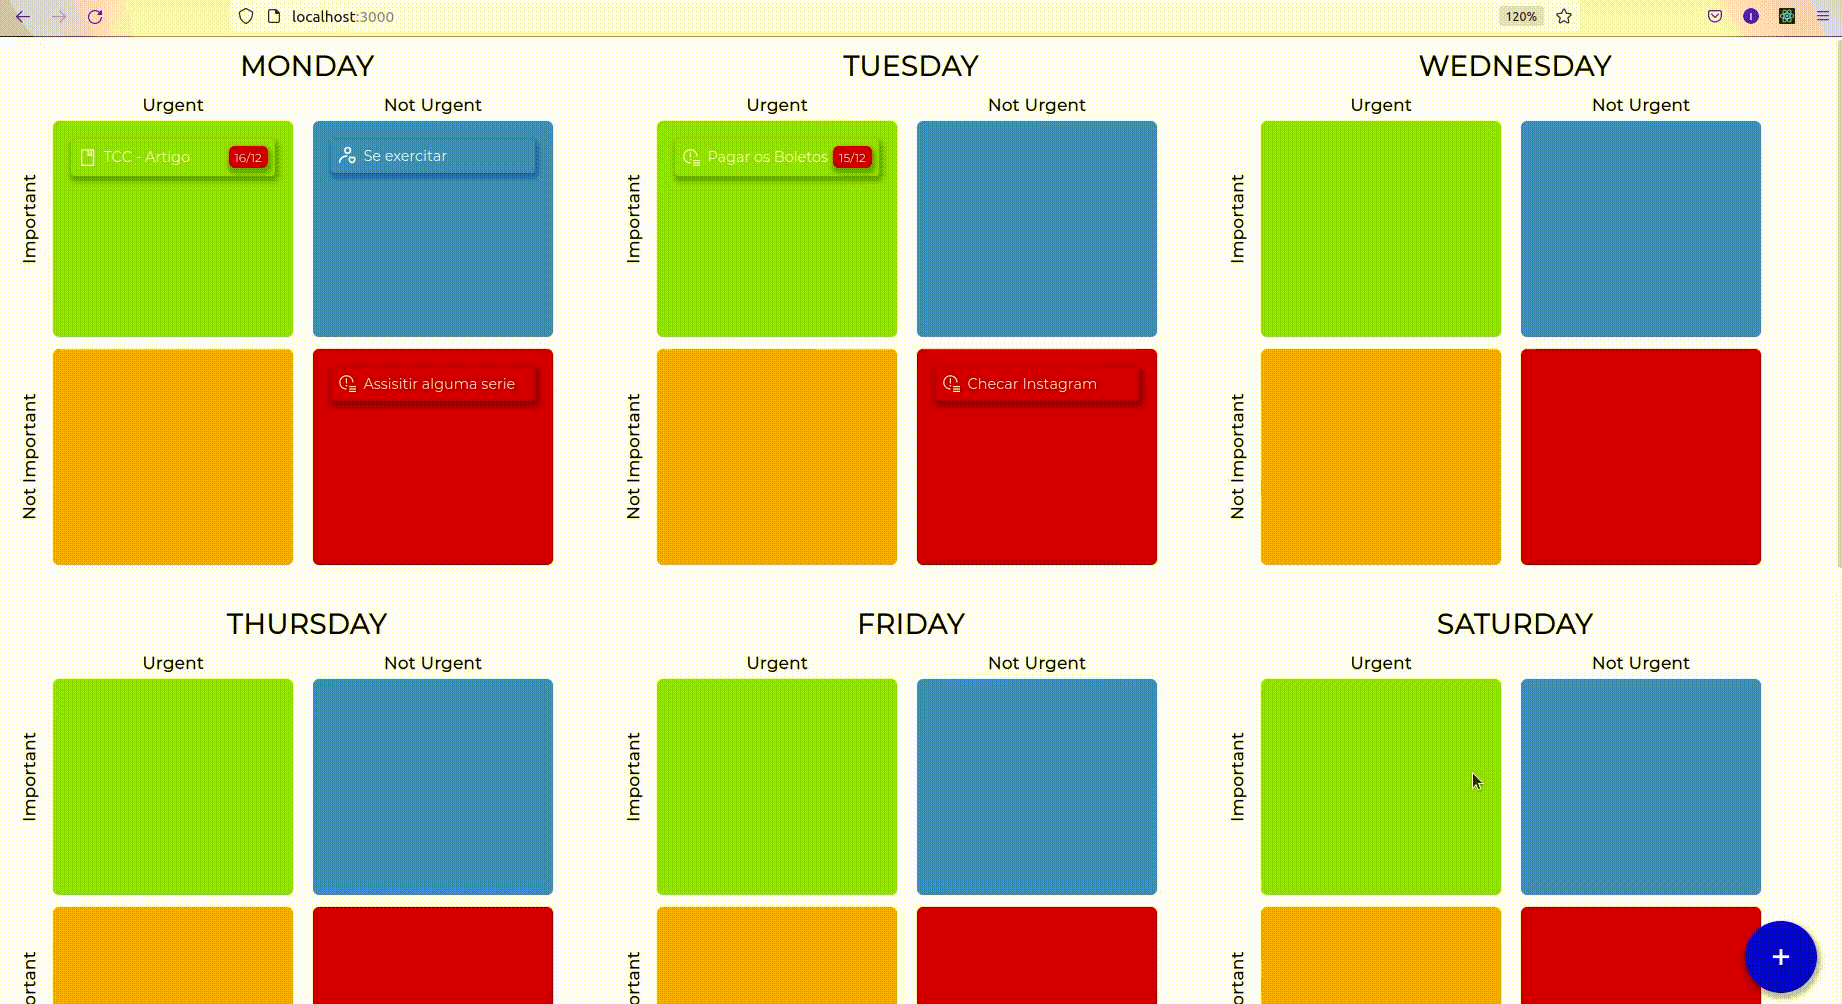 localhost:3000
120%
MONDAY
Urgent
Not Urgent
Important
TCC - Artigo
16/12
Se exercitar
Not Important
Assisitir alguma serie
TUESDAY
Urgent
Not Urgent
Important
Pagar os Boletos
15/12
Not Important
Checar Instagram
WEDNESDAY
Urgent
Not Urgent
Important
Not Important
THURSDAY
Urgent
Not Urgent
Important
ortant
FRIDAY
Urgent
Not Urgent
Important
ortant
SATURDAY
Urgent
Not Urgent
Important
ortant
+